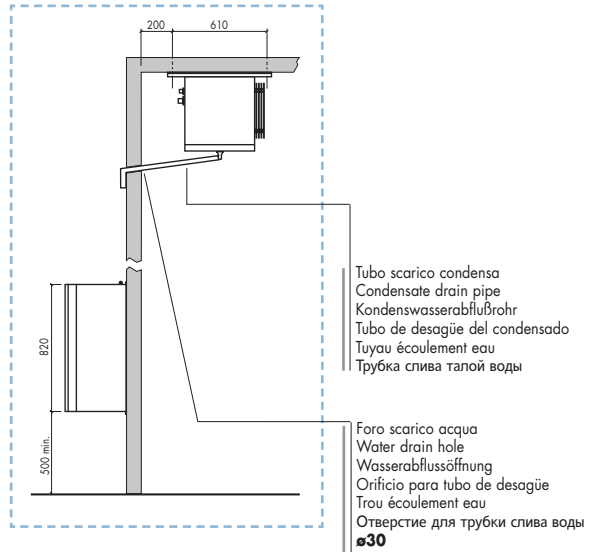 200 610
820
500 min.
Tubo scarico condensa
Condensate drain pipe
Kondenswasserabflußrohr
Tubo de desagüe del condensado
Tuyau écoulement eau
Трубка слива талой воды
Foro scarico acqua
Water drain hole
Wasserabflussöffnung
Orificio para tubo de desagüe
Trou écoulement eau
Отверстие для трубки слива воды
ø30